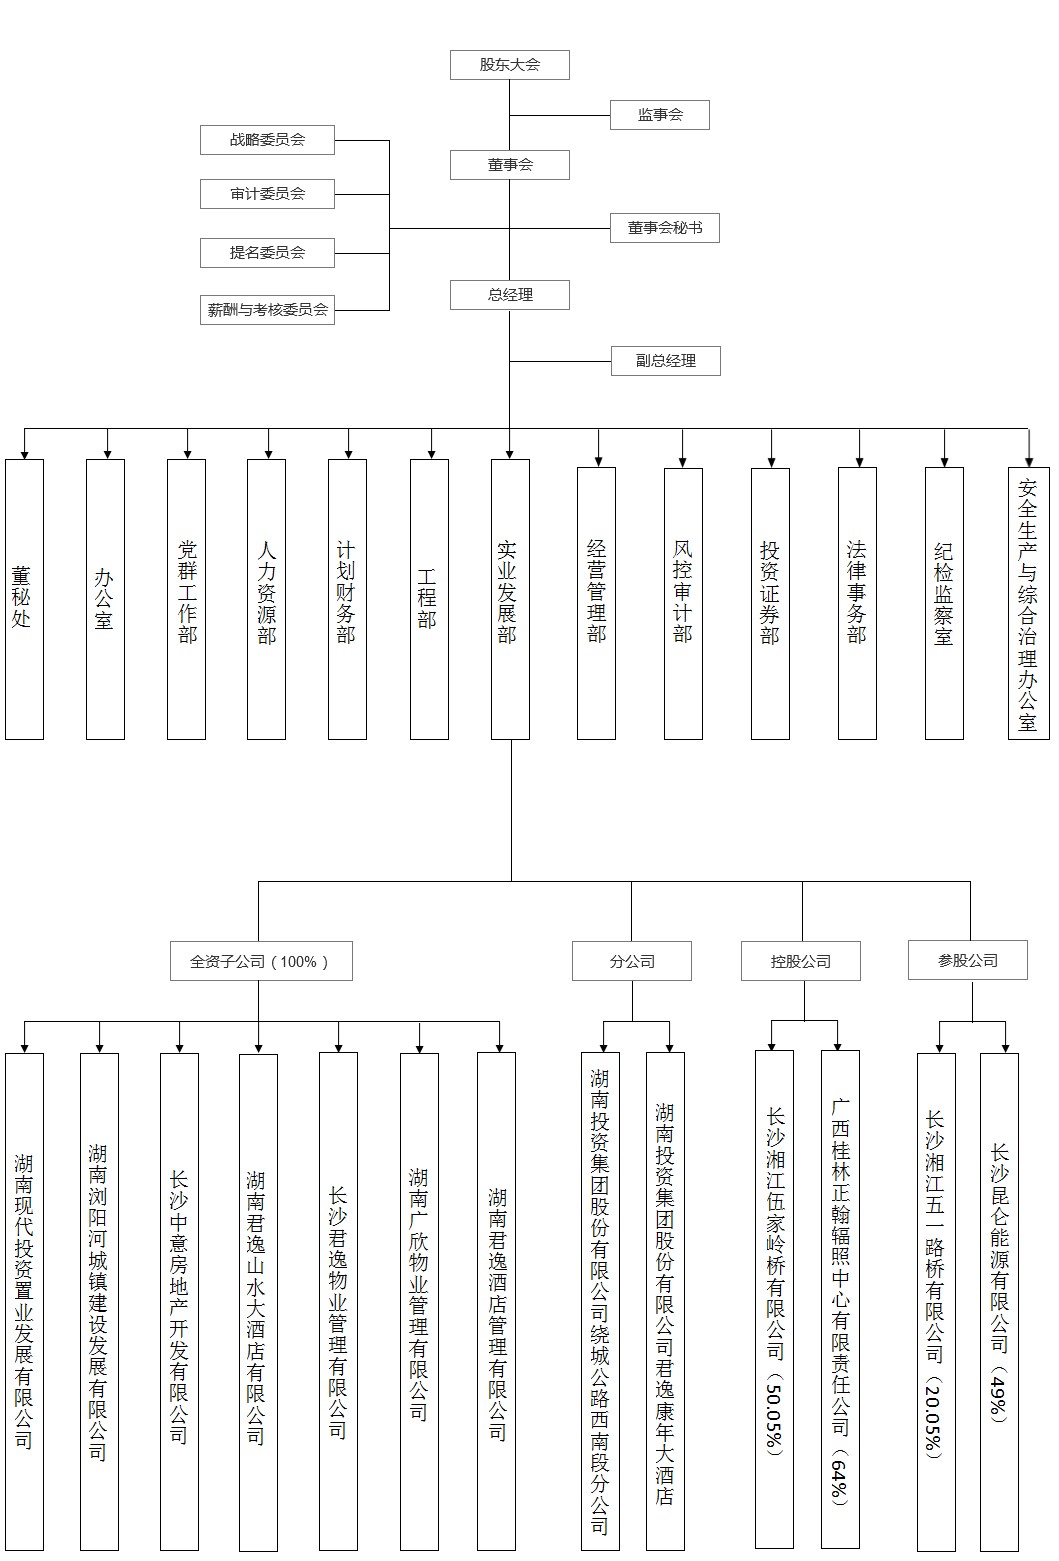 股东大会
监事会
战略委员会
董事会
审计委员会
董事会秘书
提名委员会
总经理
薪酬与考核委员会
副总经理
董秘处
办公室
党群工作部
人力资源部
计划财务部
工程部
实业发展部
经营管理部
风控审计部
投资证券部
法律事务部
纪检监察室
安全生产与综合治理办公室
全资子公司（100%）
分公司
控股公司
参股公司
湖南现代投资置业发展有限公司
湖南浏阳河城镇建设发展有限公司
长沙中意房地产开发有限公司
湖南君逸山水大酒店有限公司
长沙君逸物业管理有限公司
湖南广欣物业管理有限公司
湖南君逸酒店管理有限公司
湖南投资集团股份有限公司绕城公路西南段分公司
湖南投资集团股份有限公司君逸康年大酒店
长沙湘江伍家岭桥有限公司（50.05%）
广西桂林正翰辐照中心有限责任公司（64%）
长沙湘江五一路桥有限公司（20.05%）
长沙昆仑能源有限公司（49%）